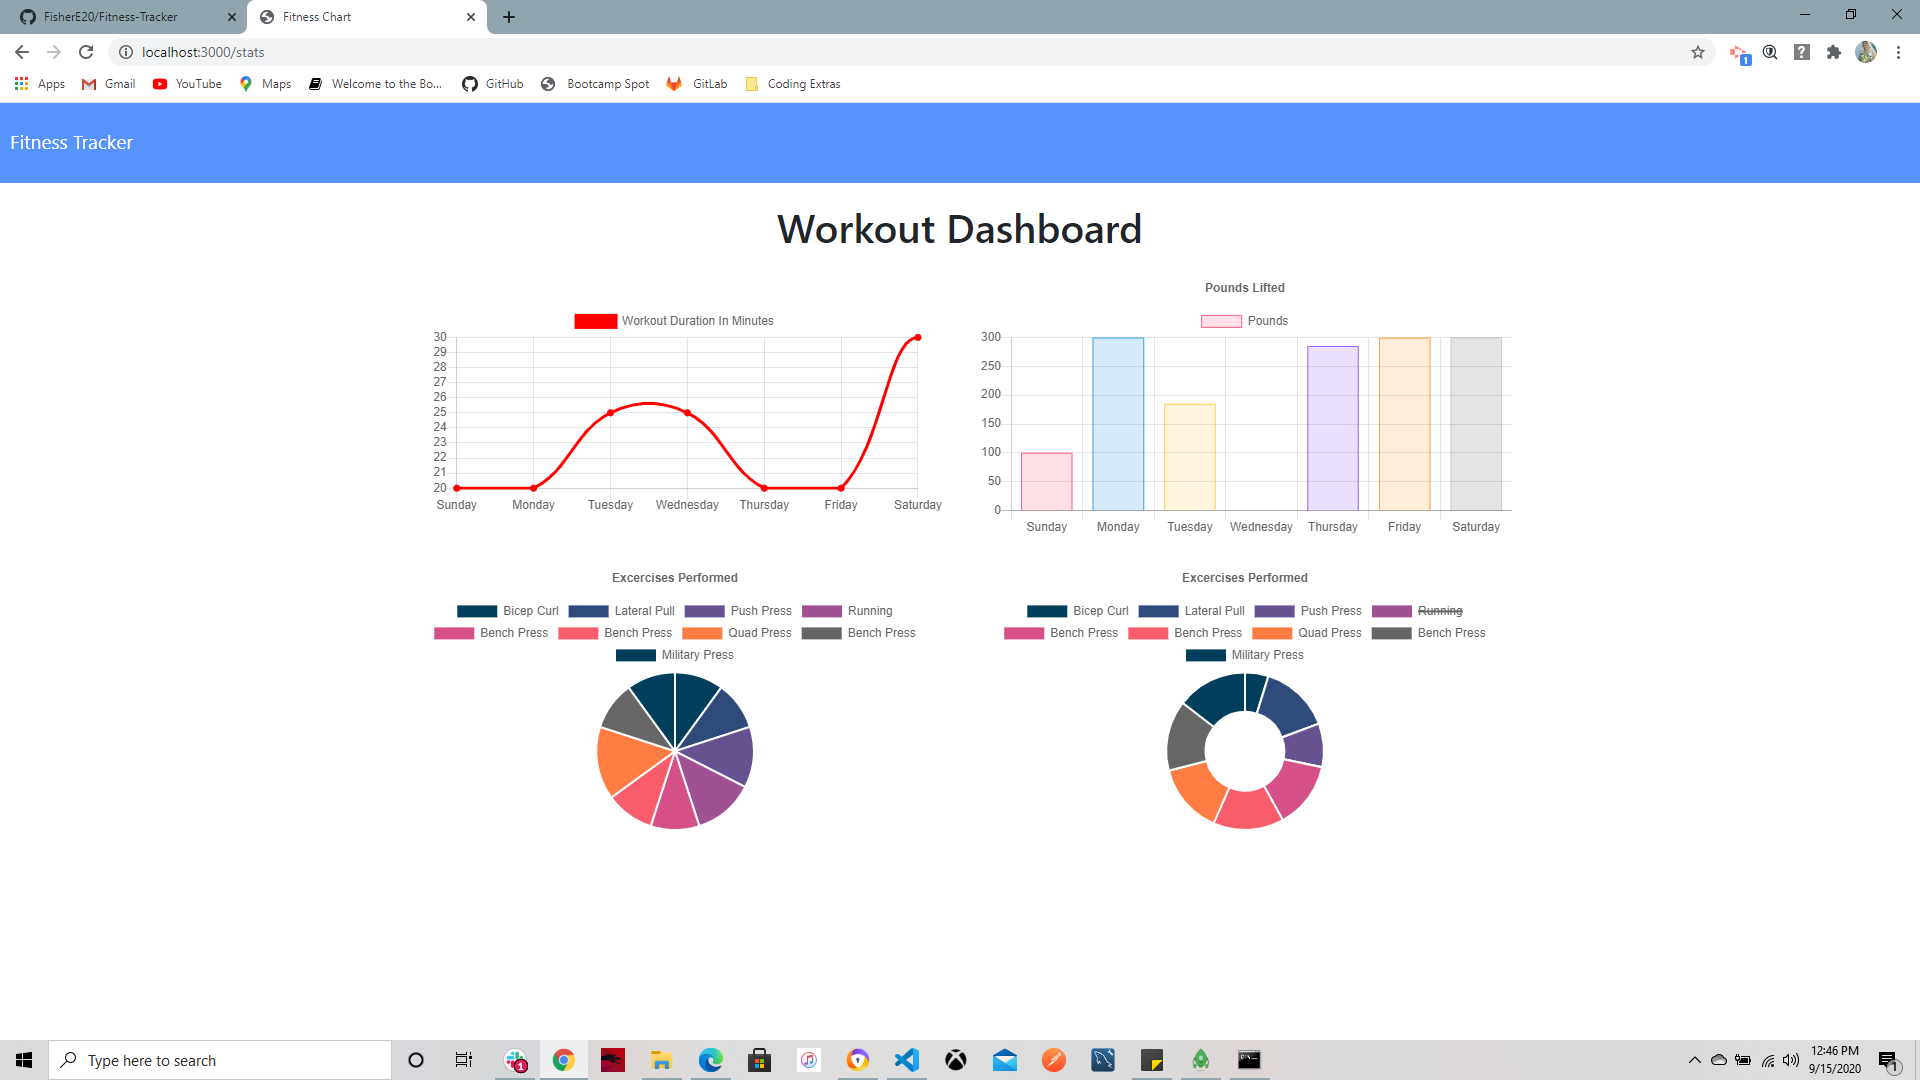 FisherE20/Fitness-Tracker
Fitness Chart
localhost:3000/stats
1
Apps
Gmail
YouTube
Maps
Welcome to the Bo...
GitHub
Bootcamp Spot
GitLab
Coding Extras
Fitness Tracker
Workout Dashboard
Workout Duration In Minutes
30
29
28
27
26
25
24
23
22
21
20
Sunday Monday Tuesday Wednesday Thursday Friday Saturday
Pounds Lifted
Pounds
300
250
200
150
100
50
0
Sunday Monday Tuesday Wednesday Thursday Friday Saturday
Excercises Performed
Bicep Curl Lateral Pull Push Press Running
Bench Press Bench Press Quad Press Bench Press
Military Press
Excercises Performed
Bicep Curl Lateral Pull Push Press Running
Bench Press Bench Press Quad Press Bench Press
Military Press
Type here to search
1
12:46 PM
9/15/2020
1